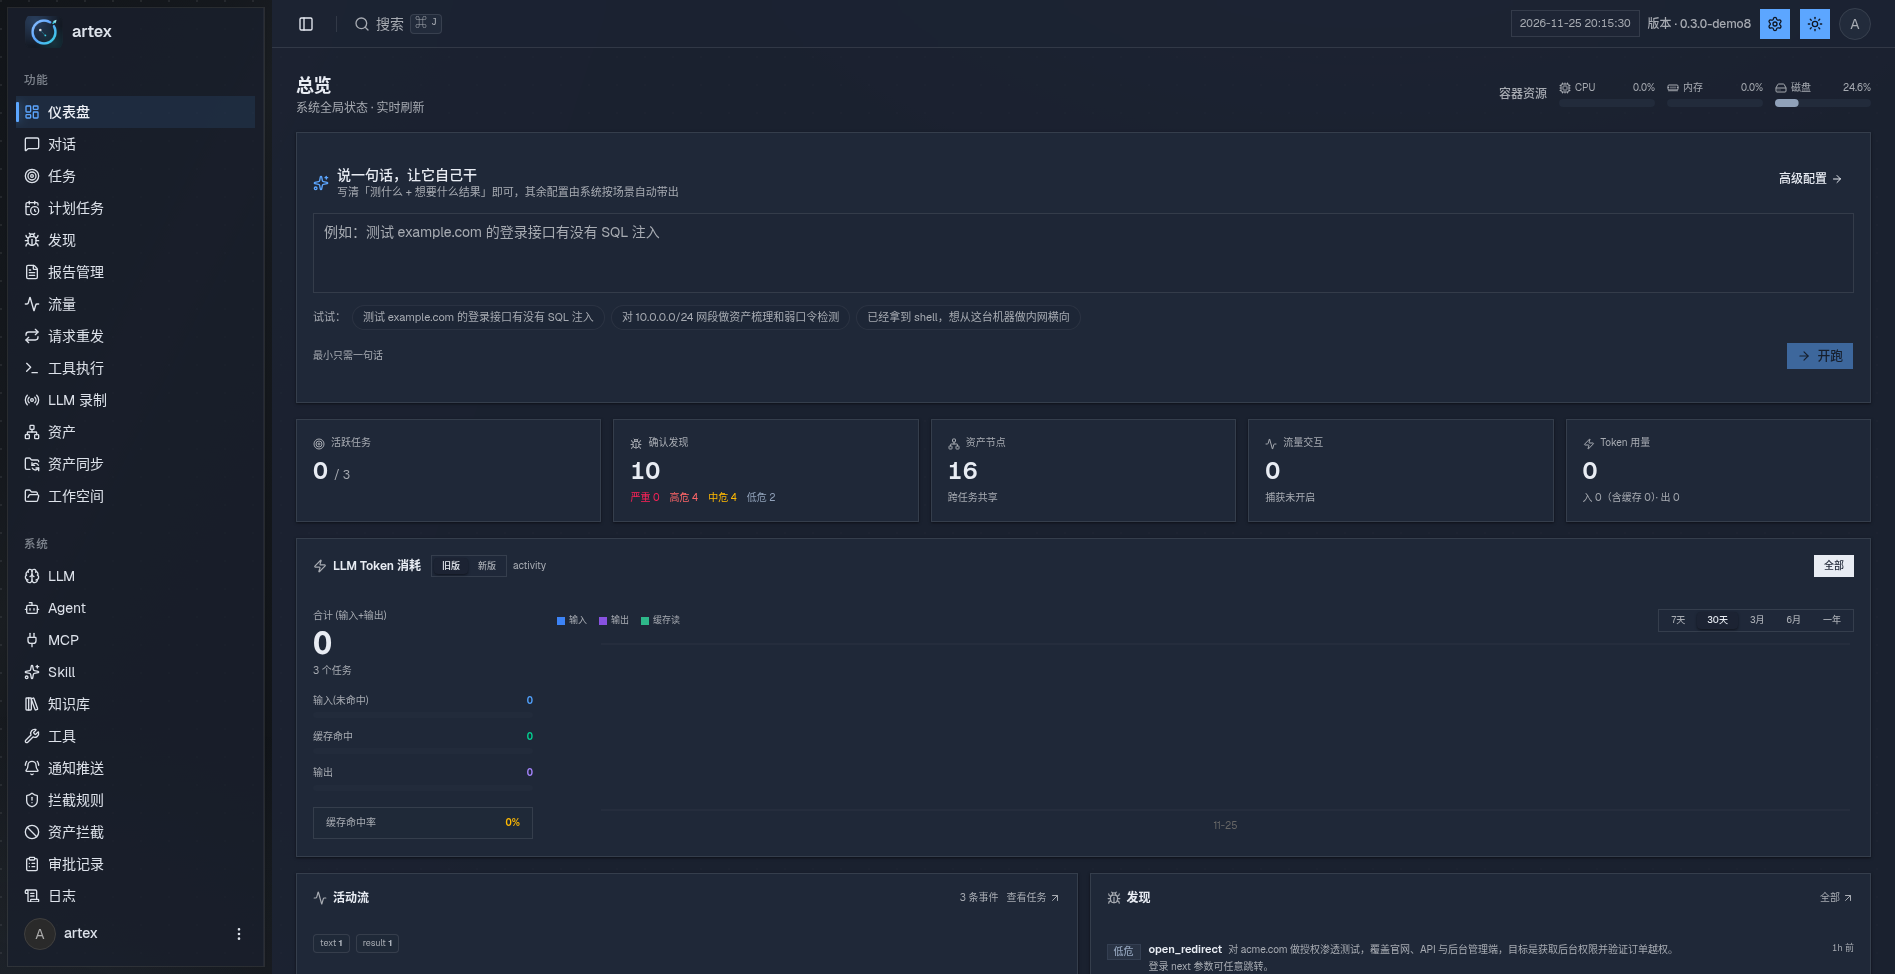 artex
功能
仪表盘
对话
任务
计划任务
发现
报告管理
流量
请求重发
工具执行
LLM 录制
资产
资产同步
工作空间
系统
LLM
Agent
MCP
Skill
知识库
工具
通知推送
拦截规则
资产拦截
审批记录
日志
A artex
搜索 ⌘ J
2026-11-25 20:15:30 版本 · 0.3.0-demo8 A
总览
系统全局状态 · 实时刷新
容器资源 CPU 0.0% 内存 0.0% 磁盘 24.6%
说一句话，让它自己干
写清「测什么 + 想要什么结果」即可，其余配置由系统按场景自动带出
高级配置 →
例如：测试 example.com 的登录接口有没有 SQL 注入
试试： 测试 example.com 的登录接口有没有 SQL 注入 对 10.0.0.0/24 网段做资产梳理和弱口令检测 已经拿到 shell，想从这台机器做内网横向
最小只需一句话
→ 开跑
活跃任务
0 / 3
确认发现
10
严重 0 高危 4 中危 4 低危 2
资产节点
16
跨任务共享
流量交互
0
捕获未开启
Token 用量
0
入 0（含缓存 0）· 出 0
LLM Token 消耗 旧版 新版 activity
全部
合计 (输入+输出)
0
3 个任务
输入(未命中) 0
缓存命中 0
输出 0
缓存命中率 0%
输入 输出 缓存读
7天 30天 3月 6月 一年
11-25
活动流
3 条事件 查看任务 ↗
text 1 result 1
发现
全部 ↗
低危 open_redirect 对 acme.com 做授权渗透测试，覆盖官网、API 与后台管理端，目标是获取后台权限并验证订单越权。 1h 前
登录 next 参数可任意跳转。